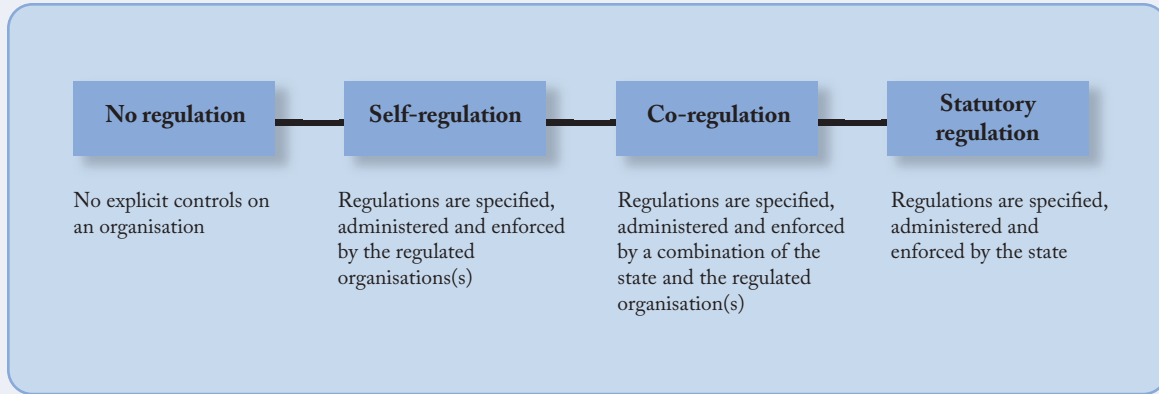 No regulation
Self-regulation
Co-regulation
Statutory
regulation
No explicit controls on
an organisation
Regulations are specified,
administered and enforced
by the regulated
organisations(s)
Regulations are specified,
administered and enforced
by a combination of the
state and the regulated
organisation(s)
Regulations are specified,
administered and
enforced by the state